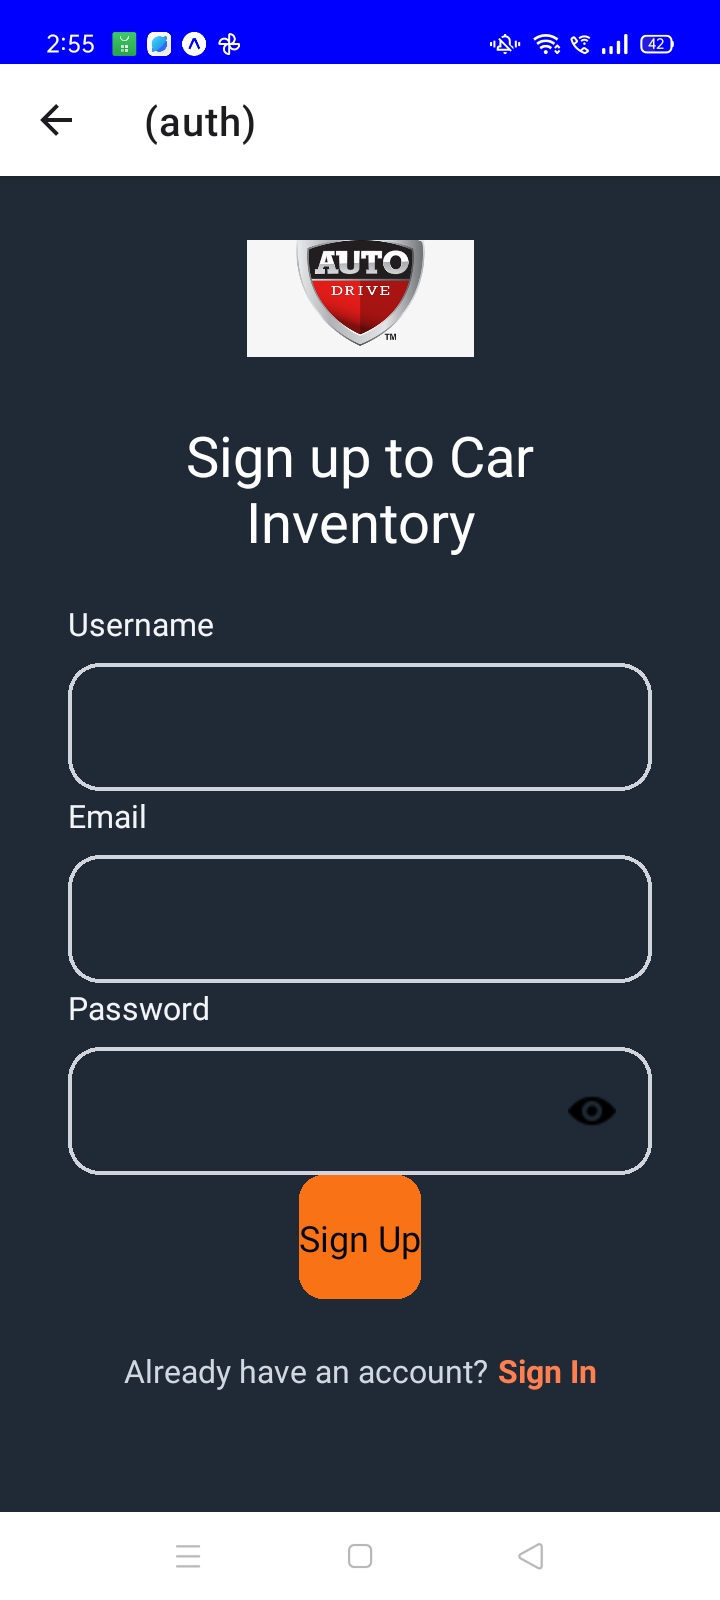 2:55
42
(auth)
AUTO
DRIVE
TM
Sign up to Car
Inventory
Username
Email
Password
Sign Up
Already have an account? Sign In